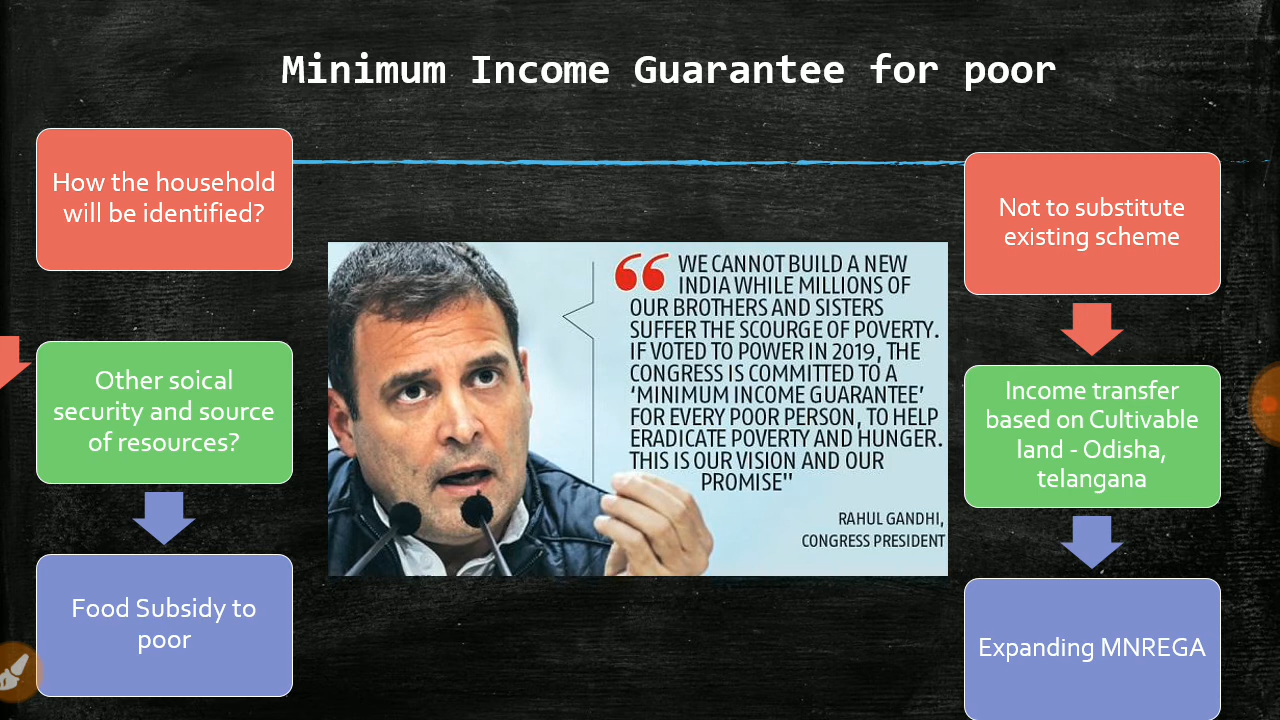 Minimum Income Guarantee for poor
How the household
will be identified?
Other soical
security and source
of resources?
Food Subsidy to
poor
WE CANNOT BUILD A NEW
INDIA WHILE MILLIONS OF
OUR BROTHERS AND SISTERS
SUFFER THE SCOURGE OF POVERTY.
IF VOTED TO POWER IN 2019, THE
CONGRESS IS COMMITTED TO A
‘MINIMUM INCOME GUARANTEE’
FOR EVERY POOR PERSON, TO HELP
ERADICATE POVERTY AND HUNGER.
THIS IS OUR VISION AND OUR
PROMISE"
RAHUL GANDHI,
CONGRESS PRESIDENT
Not to substitute
existing scheme
Income transfer
based on Cultivable
land - Odisha,
telangana
Expanding MNREGA